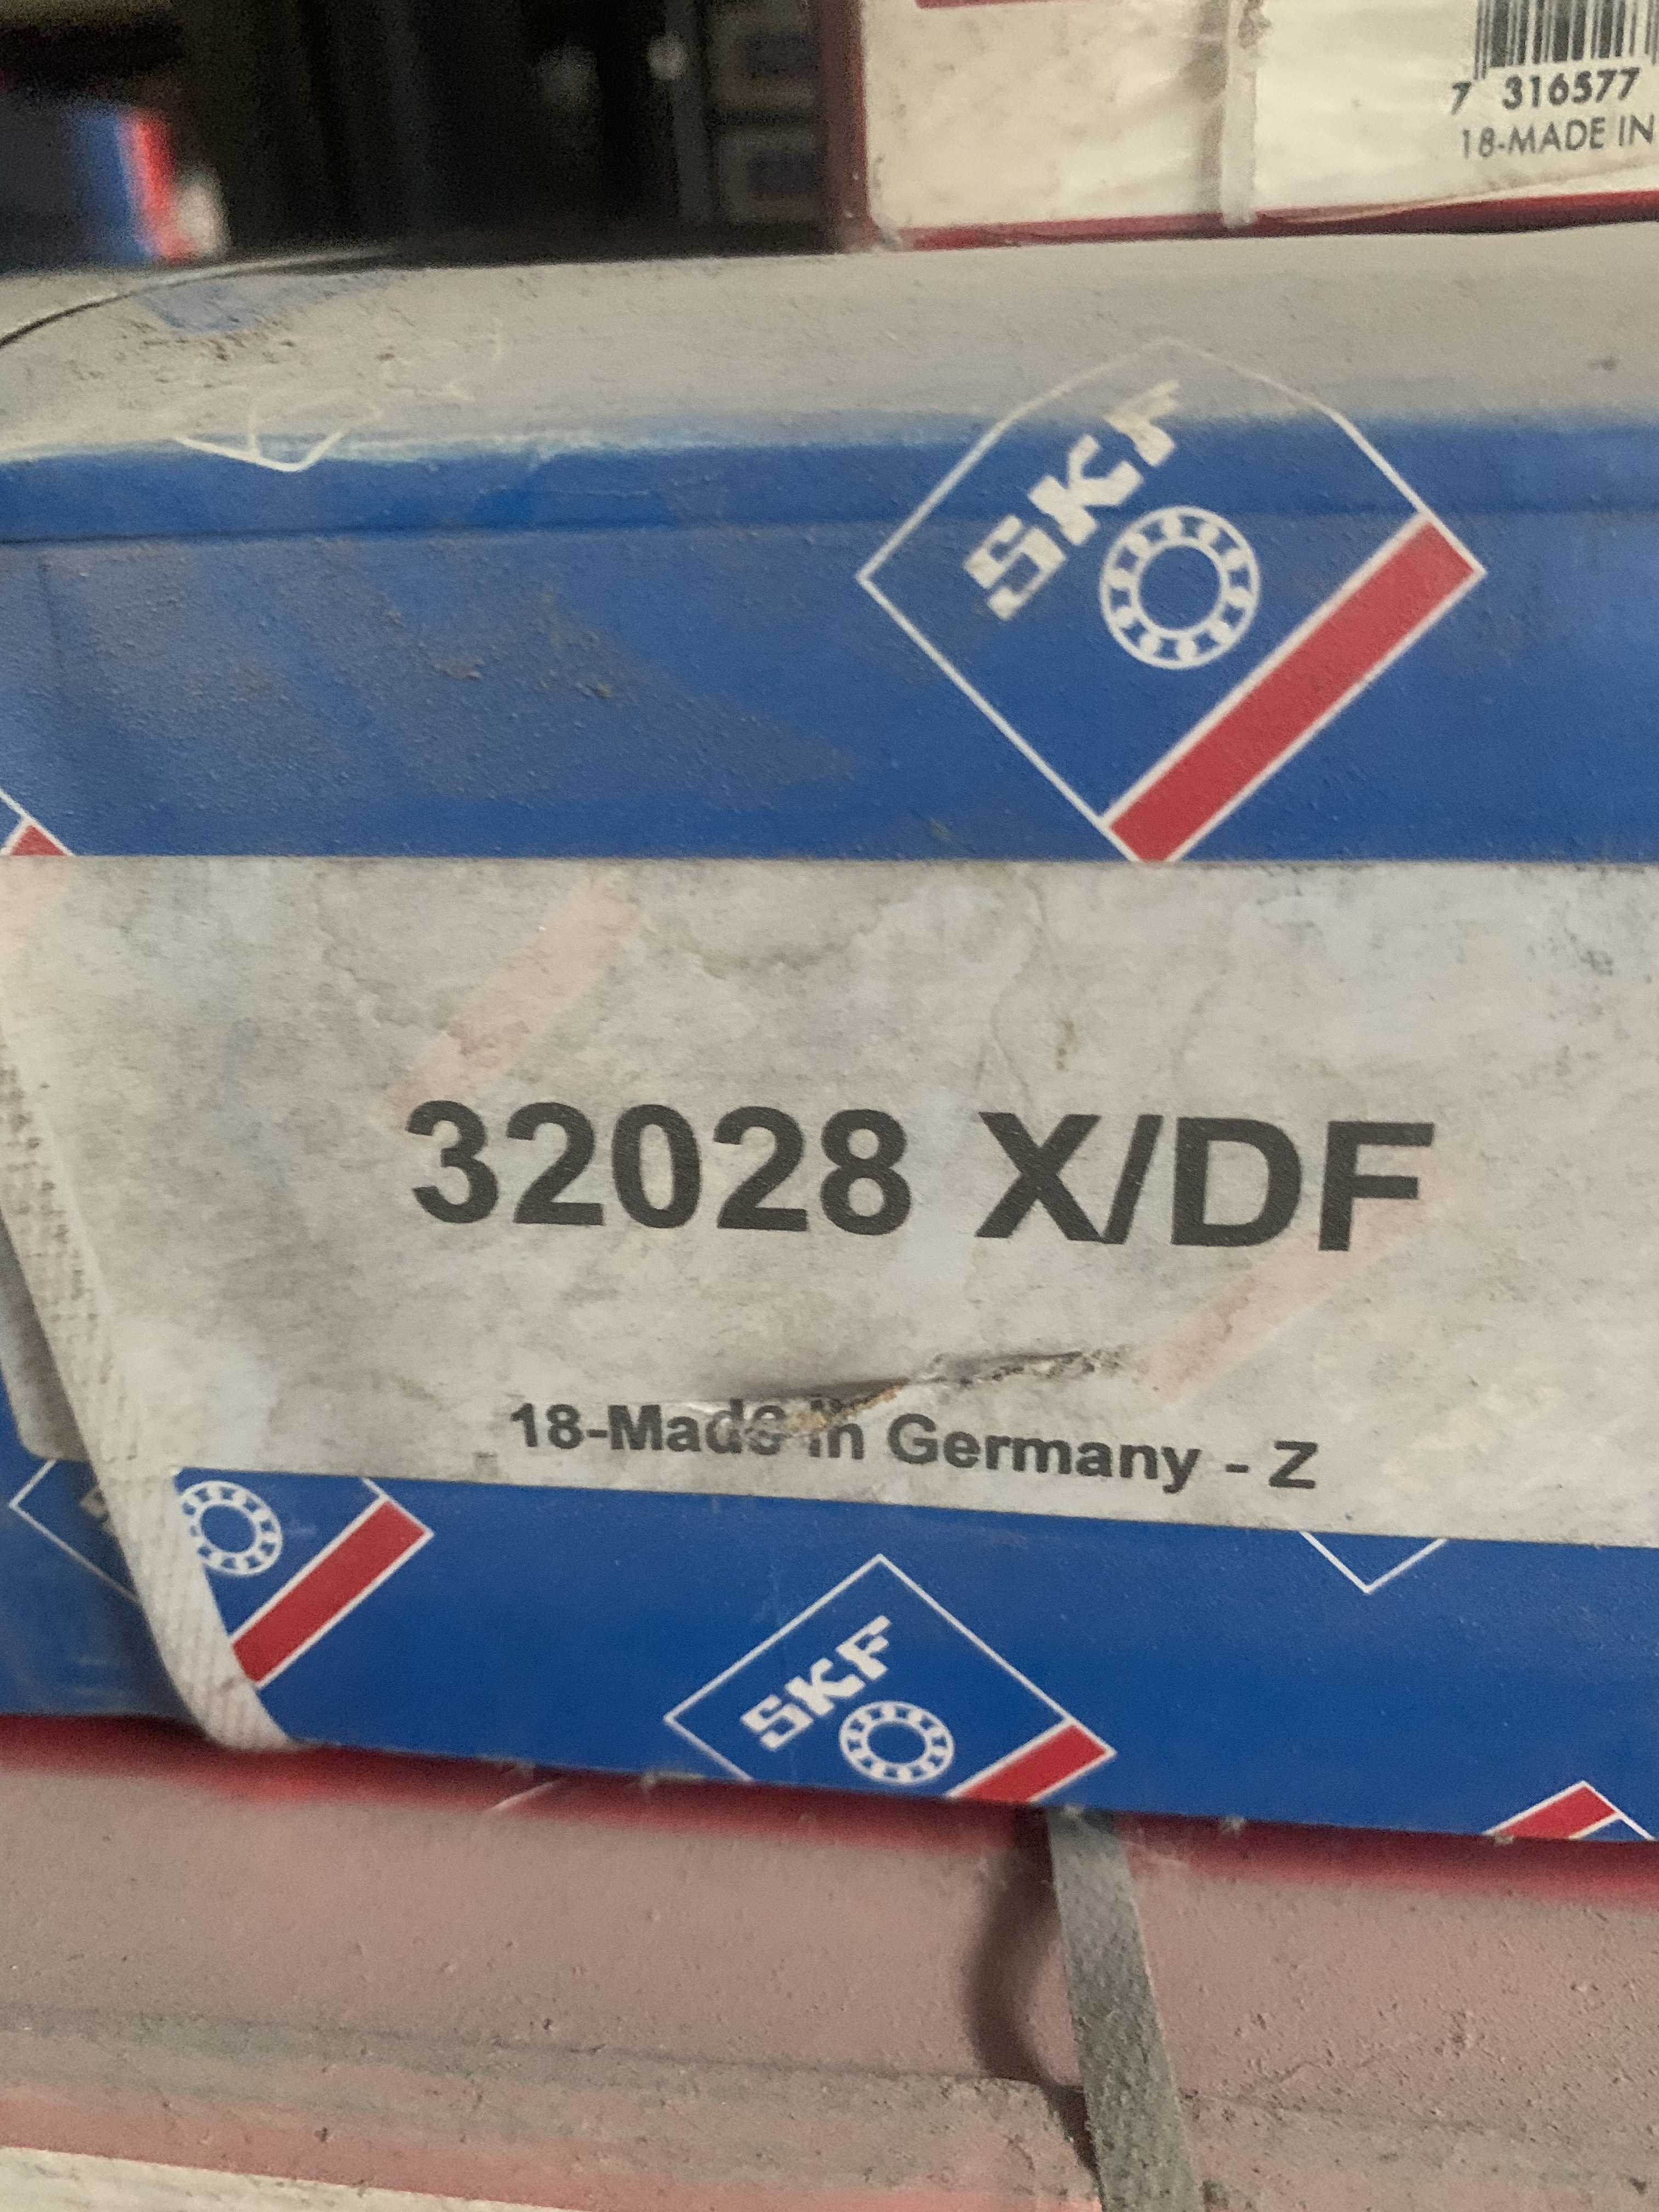 7 316577
18-MADE IN
SKF
32028 X/DF
18-Made in Germany - Z
SKF